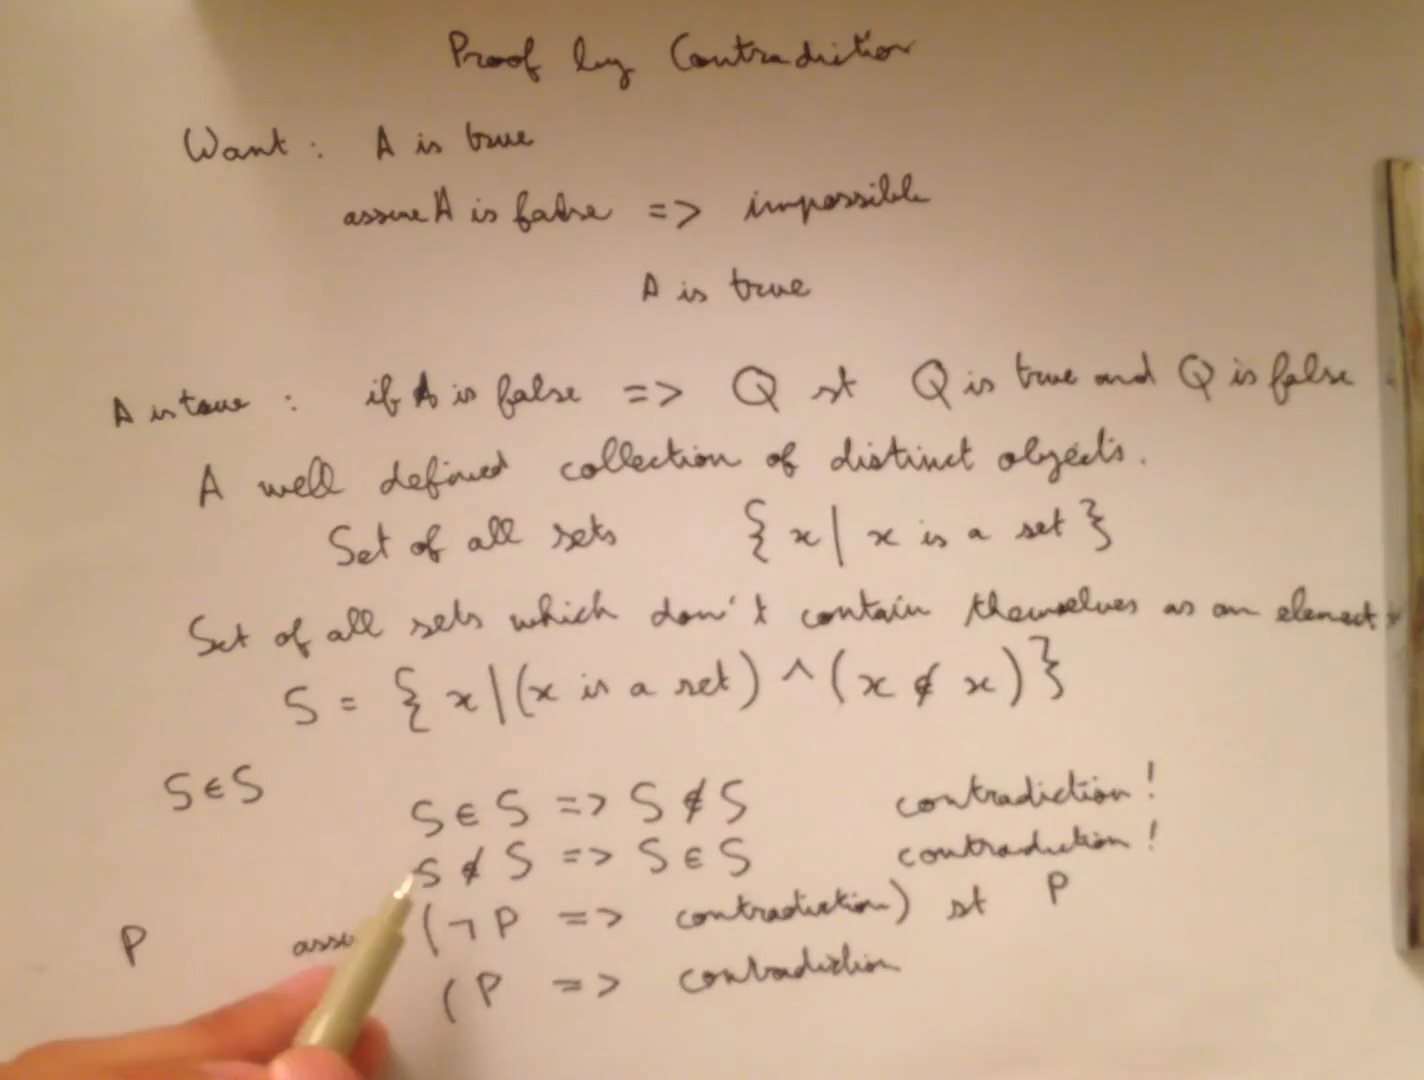 Proof by Contradiction
Want : A is true
assume A is false => impossible
A is true
A is true : if A is false => Q st Q is true and Q is false
A well defined collection of distinct objects.
Set of all sets { x | x is a set }
Set of all sets which don't contain themselves as an element
S = { x | (x is a set) ∧ (x ∉ x) }
S ∈ S
S ∈ S => S ∉ S contradiction !
S ∉ S => S ∈ S contradiction !
P (¬P => contradiction) st P
(P => contradiction